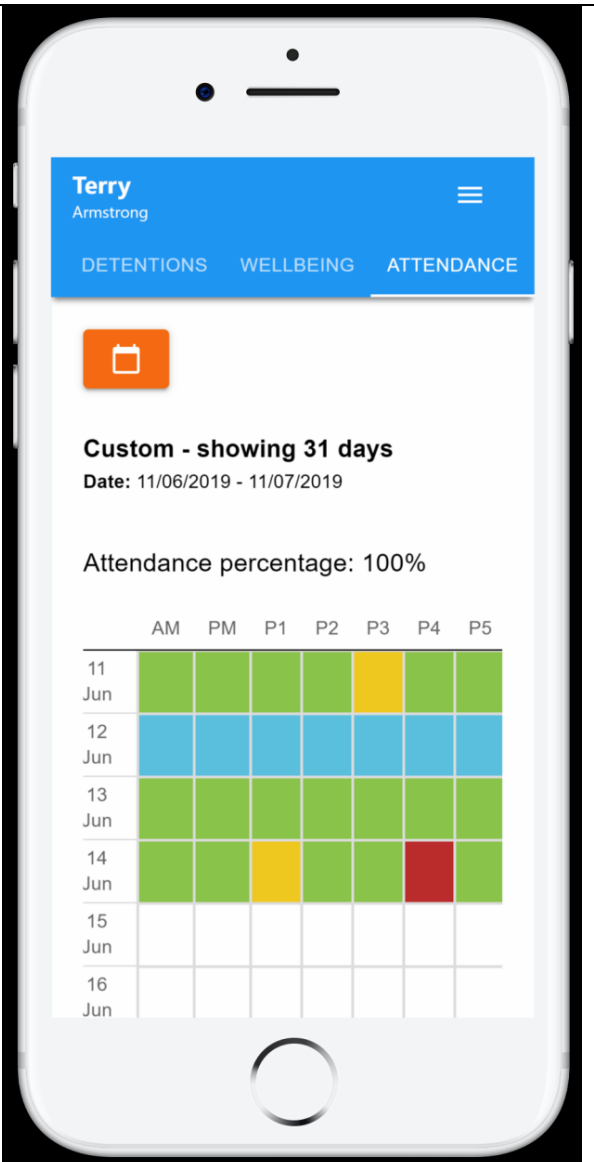 Terry
Armstrong
DETENTIONS WELLBEING ATTENDANCE
Custom - showing 31 days
Date: 11/06/2019 - 11/07/2019
Attendance percentage: 100%
AM PM P1 P2 P3 P4 P5
11
Jun
12
Jun
13
Jun
14
Jun
15
Jun
16
Jun